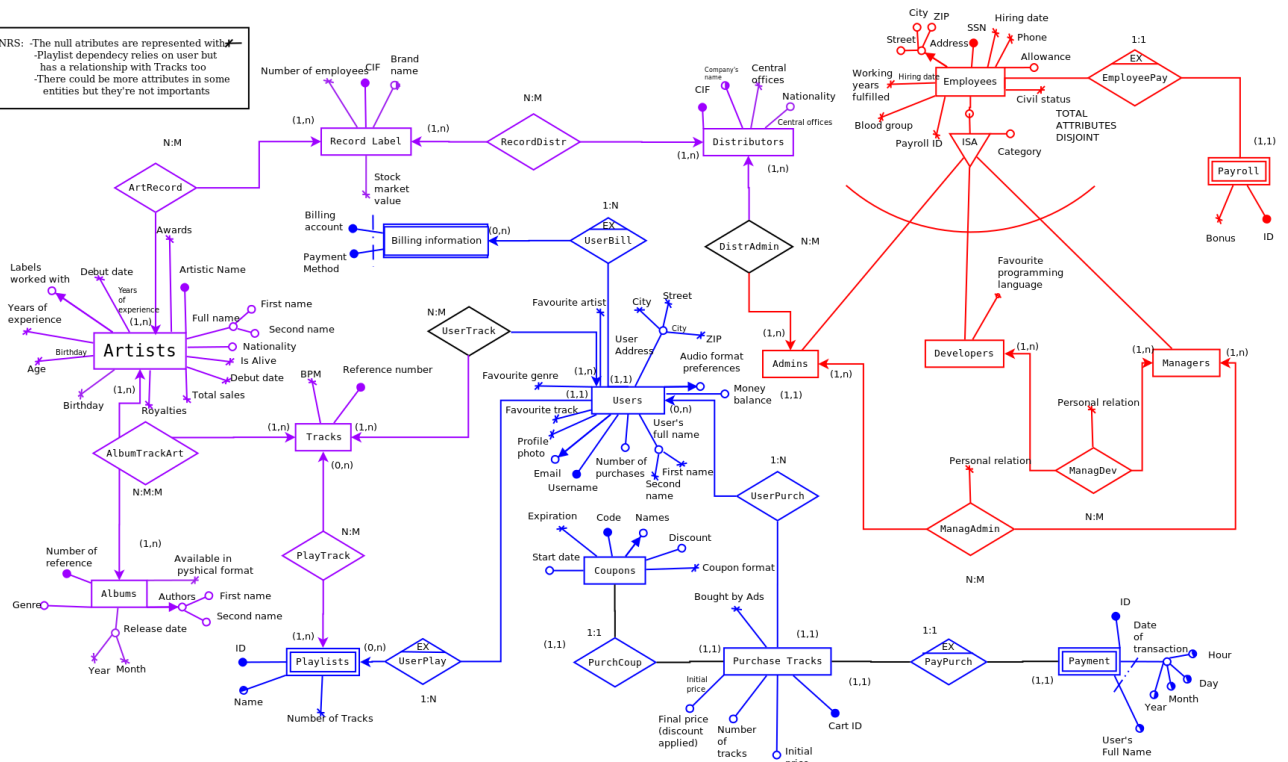 NRS: -The null atributes are represented with
-Playlist dependecy relies on user but
has a relationship with Tracks too
-There could be more attributes in some
entities but they're not importants
N:M
ArtRecord
(1,n)
Number of employees
CIF
Brand
name
Record Label
(1,n)
Stock
market
value
N:M
RecordDistr
Company's
name
CIF
Central
offices
Nationality
Central offices
Distributors
(1,n)
(1,n)
DistrAdmin
N:M
City
ZIP
Street
Address
SSN
Hiring date
Phone
Allowance
Working
years
fulfilled
Hiring date
Employees
Civil status
Blood group
Payroll ID
1:1
EX
EmployeePay
(1,1)
Payroll
Bonus
ID
TOTAL
ATTRIBUTES
DISJOINT
ISA
Category
Favourite
programming
language
(1,n)
Admins
(1,n)
(1,1)
Developers
(1,n)
(1,n)
Managers
(1,n)
Personal relation
ManagDev
N:M
Personal relation
ManagAdmin
N:M
Billing
account
Payment
Method
Billing information
(0,n)
1:N
EX
UserBill
Awards
Labels
worked with
Debut date
Years
of
experience
Artistic Name
Years of
experience
(1,n)
Full name
First name
Second name
Birthday
Artists
Nationality
Is Alive
Age
Debut date
Birthday
(1,n)
Royalties
Total sales
AlbumTrackArt
N:M:M
(1,n)
N:M
UserTrack
BPM
Reference number
(1,n)
Tracks
(1,n)
(0,n)
N:M
PlayTrack
Favourite artist
City
Street
City
ZIP
User
Address
Audio format
preferences
Favourite genre
(1,n)
(1,1)
(1,1)
Users
Money
balance
(0,n)
Favourite track
Profile
photo
Email
Username
Number of
purchases
User's
full name
First name
Second
name
1:N
UserPurch
Number of
reference
Available in
pyshical format
Albums
Authors
First name
Second name
Genre
Release date
Year
Month
(1,n)
ID
Playlists
Name
Number of Tracks
(0,n)
EX
UserPlay
1:N
Expiration
Code
Names
Discount
Start date
Coupons
Coupon format
(1,1)
1:1
PurchCoup
Bought by Ads
(1,1)
(1,1)
Purchase Tracks
(1,1)
Initial
price
Final price
(discount
applied)
Number
of
tracks
Initial
Cart ID
1:1
EX
PayPurch
(1,1)
ID
Date
of
transaction
Payment
Hour
Day
Month
Year
User's
Full Name